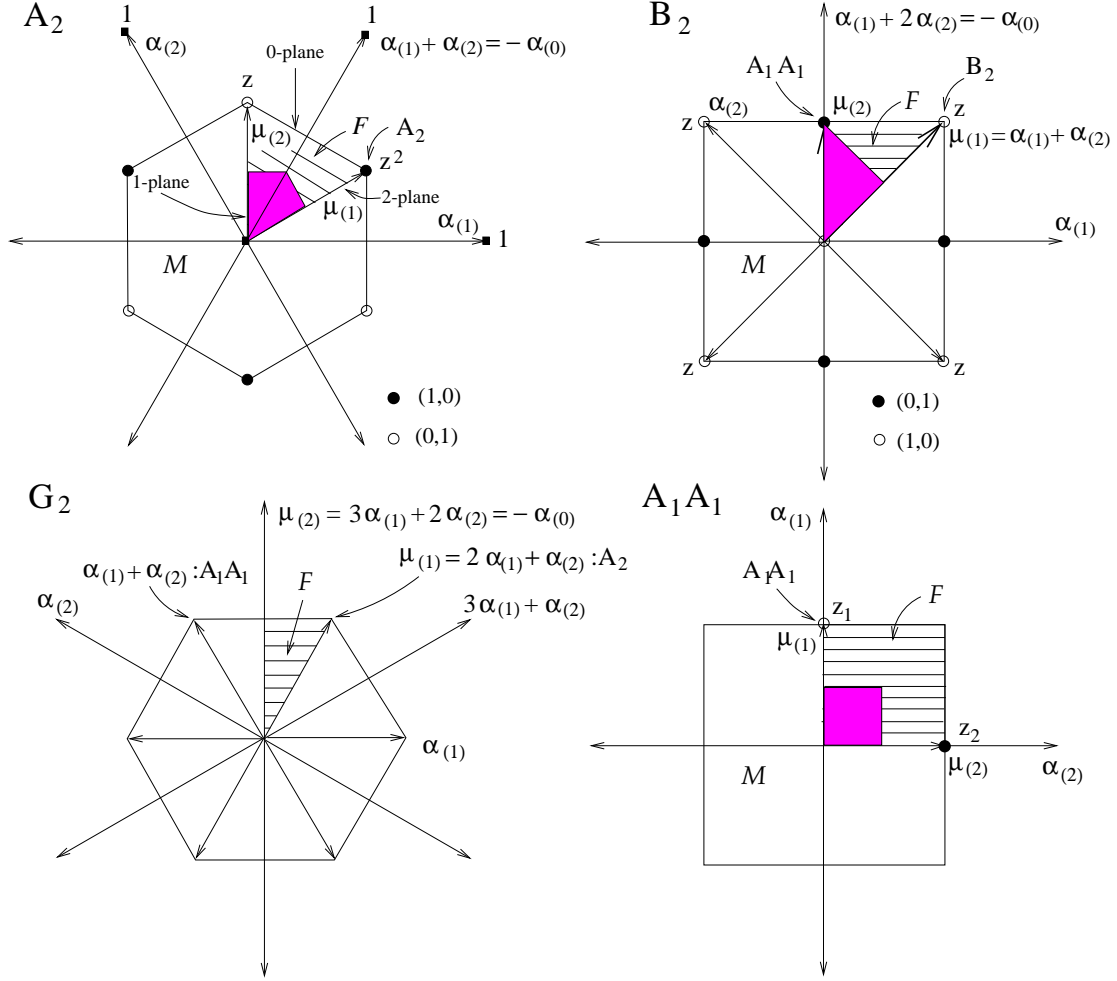 A₂
1
1
α(2)
α(1) + α(2) = − α(0)
0-plane
z
μ(2)
F
A₂
z²
1-plane
2-plane
μ(1)
α(1)
1
M
(1,0)
(0,1)
B₂
α(1) + 2 α(2) = − α(0)
A₁ A₁
B₂
α(2)
μ(2)
F
z
z
μ(1) = α(1) + α(2)
α(1)
M
z
z
(0,1)
(1,0)
G₂
μ(2) = 3α(1) + 2 α(2) = − α(0)
α(1) + α(2) : A₁A₁
μ(1) = 2 α(1) + α(2) : A₂
F
α(2)
3α(1) + α(2)
α(1)
A₁A₁
α(1)
A₁A₁
z₁
F
μ(1)
z₂
M
μ(2)
α(2)